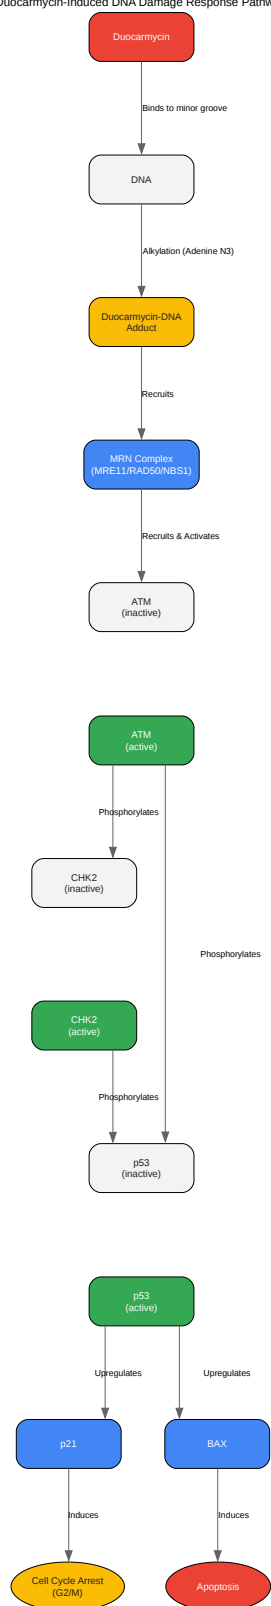 Duocarmycin-Induced DNA Damage Response Pathw
Duocarmycin
Binds to minor groove
DNA
Alkylation (Adenine N3)
Duocarmycin-DNA
Adduct
Recruits
MRN Complex
(MRE11/RAD50/NBS1)
Recruits & Activates
ATM
(inactive)
ATM
(active)
Phosphorylates
CHK2
(inactive)
Phosphorylates
CHK2
(active)
Phosphorylates
p53
(inactive)
p53
(active)
Upregulates
Upregulates
p21
BAX
Induces
Induces
Cell Cycle Arrest
(G2/M)
Apoptosis